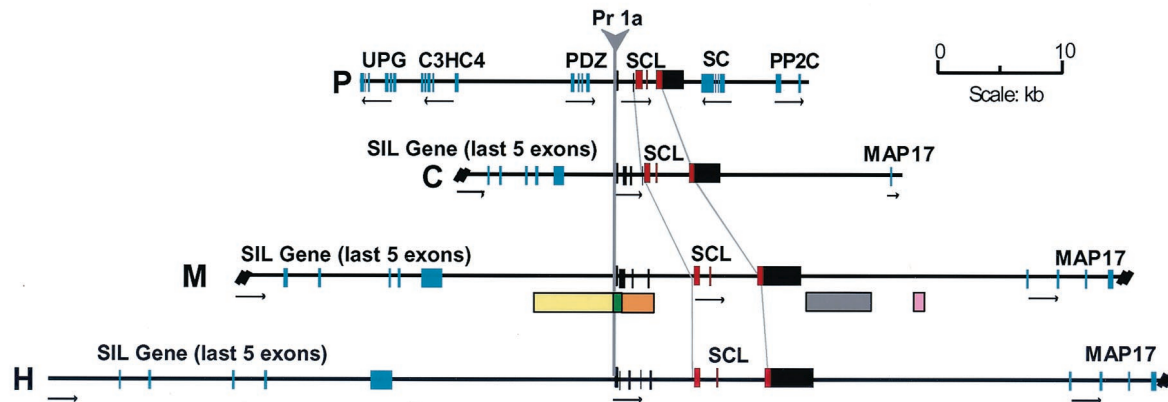 Pr 1a
UPG C3HC4 PDZ SCL SC PP2C
0 10
P
Scale: kb
SIL Gene (last 5 exons) SCL MAP17
C
SIL Gene (last 5 exons) SCL MAP17
M
SIL Gene (last 5 exons) SCL MAP17
H